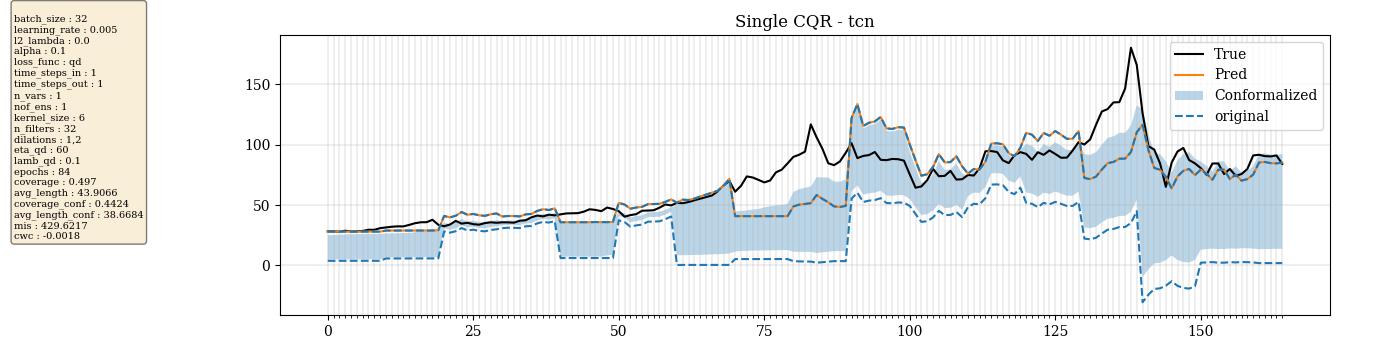 batch_size : 32
learning_rate : 0.005
l2_lambda : 0.0
alpha : 0.1
loss_func : qd
time_steps_in : 1
time_steps_out : 1
n_vars : 1
nof_ens : 1
kernel_size : 6
n_filters : 32
dilations : 1,2
eta_qd : 60
lamb_qd : 0.1
epochs : 84
coverage : 0.497
avg_length : 43.9066
coverage_conf : 0.4424
avg_length_conf : 38.6684
mis : 429.6217
cwc : -0.0018
Single CQR - tcn
True
Pred
Conformalized
original
150
100
50
0
0 25 50 75 100 125 150